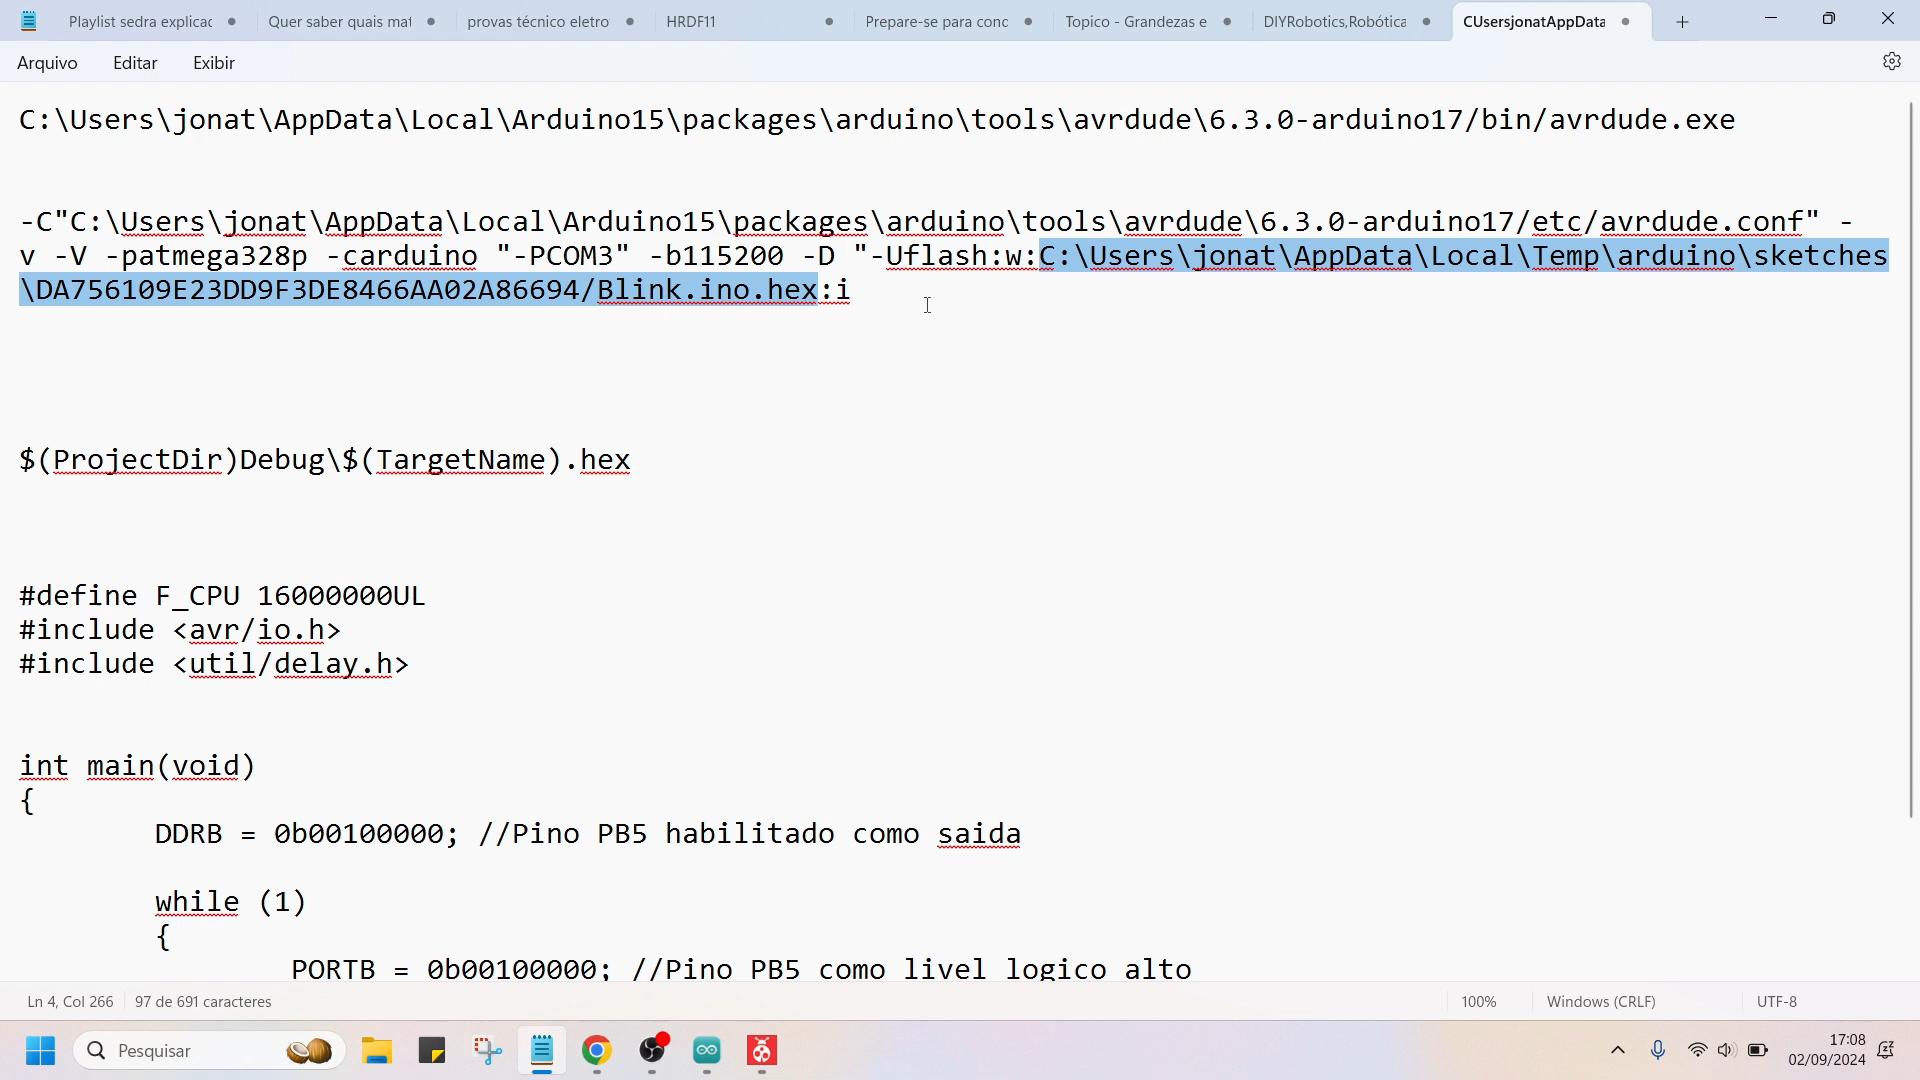 Playlist sedra explicac
Quer saber quais mat
provas técnico eletro
HRDF11
Prepare-se para conc
Topico - Grandezas e
DIYRobotics,Robótica
CUsersjonatAppData
Arquivo
Editar
Exibir
C:\Users\jonat\AppData\Local\Arduino15\packages\arduino\tools\avrdude\6.3.0-arduino17/bin/avrdude.exe
-C"C:\Users\jonat\AppData\Local\Arduino15\packages\arduino\tools\avrdude\6.3.0-arduino17/etc/avrdude.conf" -
v -V -patmega328p -carduino "-PCOM3" -b115200 -D "-Uflash:w:C:\Users\jonat\AppData\Local\Temp\arduino\sketches
\DA756109E23DD9F3DE8466AA02A86694/Blink.ino.hex:i
$(ProjectDir)Debug\$(TargetName).hex
#define F_CPU 16000000UL
#include <avr/io.h>
#include <util/delay.h>
int main(void)
{
DDRB = 0b00100000; //Pino PB5 habilitado como saida
while (1)
{
PORTB = 0b00100000; //Pino PB5 como livel logico alto
Ln 4, Col 266
97 de 691 caracteres
100%
Windows (CRLF)
UTF-8
Pesquisar
17:08
02/09/2024